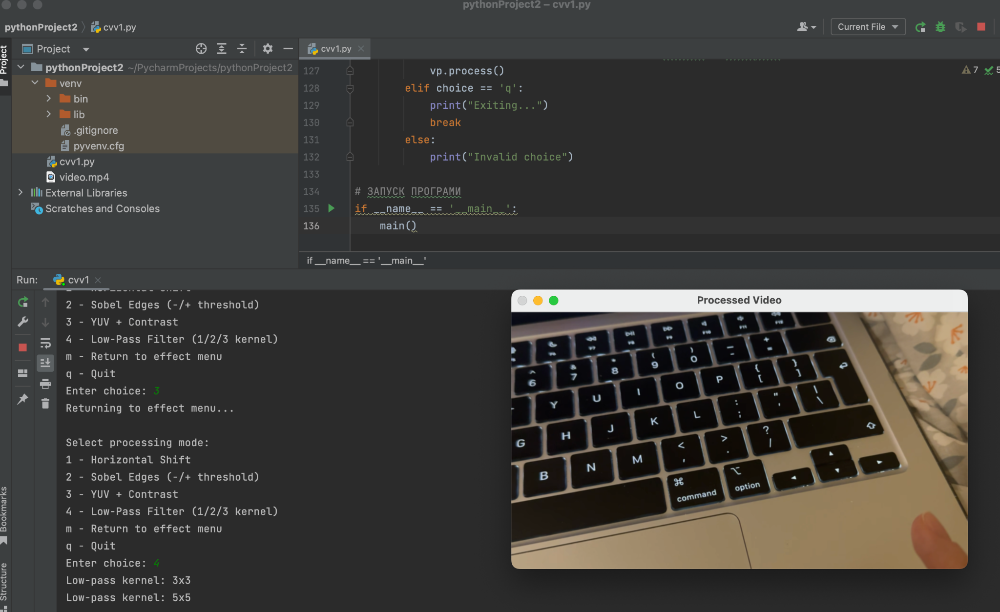 pythonProject2 – cvv1.py
pythonProject2
cvv1.py
Current File
Project
Project
cvv1.py
pythonProject2 ~/PycharmProjects/pythonProject2
venv
bin
lib
.gitignore
pyvenv.cfg
cvv1.py
video.mp4
External Libraries
Scratches and Consoles
7
5
127 vp.process()
128 elif choice == 'q':
129 print("Exiting...")
130 break
131 else:
132 print("Invalid choice")
133
134 # ЗАПУСК ПРОГРАМИ
135 if __name__ == '__main__':
136 main()
if __name__ == '__main__'
Run:
cvv1
2 - Sobel Edges (-/+ threshold)
3 - YUV + Contrast
4 - Low-Pass Filter (1/2/3 kernel)
m - Return to effect menu
q - Quit
Enter choice: 3
Returning to effect menu...
Select processing mode:
1 - Horizontal Shift
2 - Sobel Edges (-/+ threshold)
3 - YUV + Contrast
4 - Low-Pass Filter (1/2/3 kernel)
m - Return to effect menu
q - Quit
Enter choice: 4
Low-pass kernel: 3x3
Low-pass kernel: 5x5
Bookmarks
Structure
Processed Video
^ & * ( ) _ + { }
6 7 8 9 0 - = [ ]
Y U I O P
G H J K L : ; " ' | \
B N M < , > . ? /
⌘ command ⌥ option